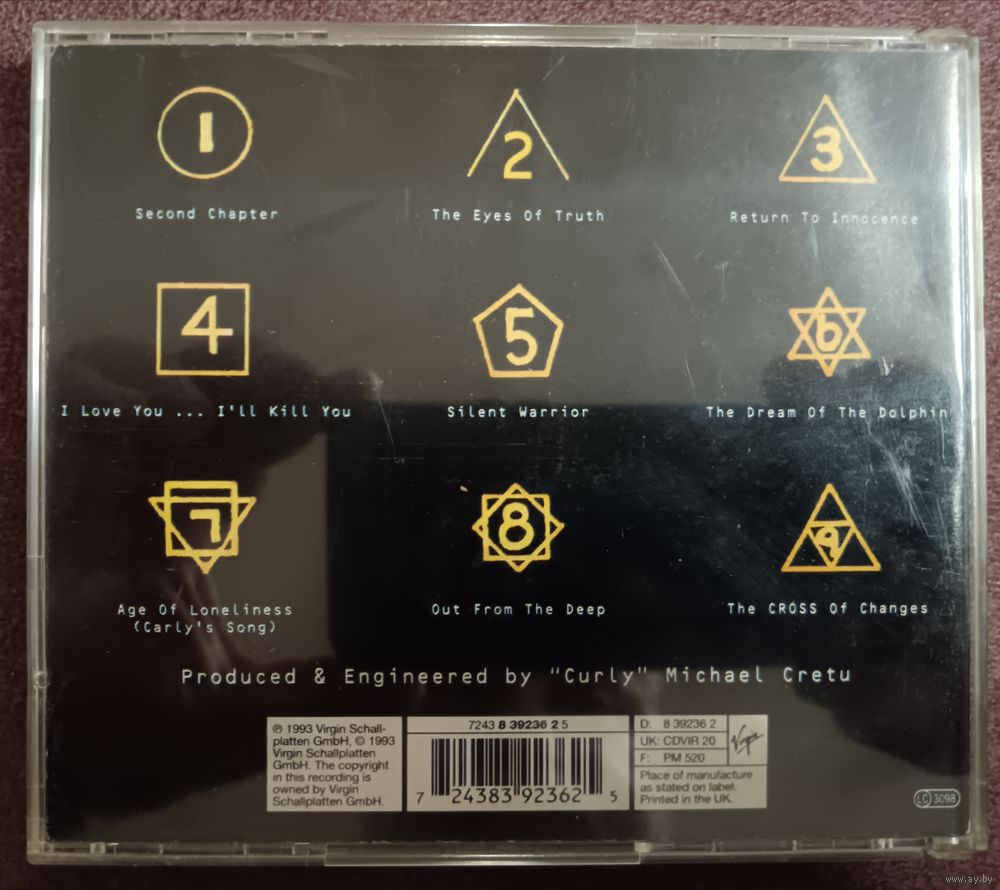 1
2
3
Second Chapter
The Eyes Of Truth
Return To Innocence
4
5
6
I Love You ... I'll Kill You
Silent Warrior
The Dream Of The Dolphin
7
8
9
Age Of Loneliness
(Carly's Song)
Out From The Deep
The CROSS Of Changes
Produced & Engineered by "Curly" Michael Cretu
℗ 1993 Virgin Schall-
platten GmbH, © 1993
Virgin Schallplatten
GmbH. The copyright
in this recording is
owned by Virgin
Schallplatten GmbH.
7243 8 39236 2 5
7 24383 92362 5
D: 8 39236 2
UK: CDVIR 20
F: PM 520
Virgin
Place of manufacture
as stated on label.
Printed in the UK.
LC 3098
www.ay.by